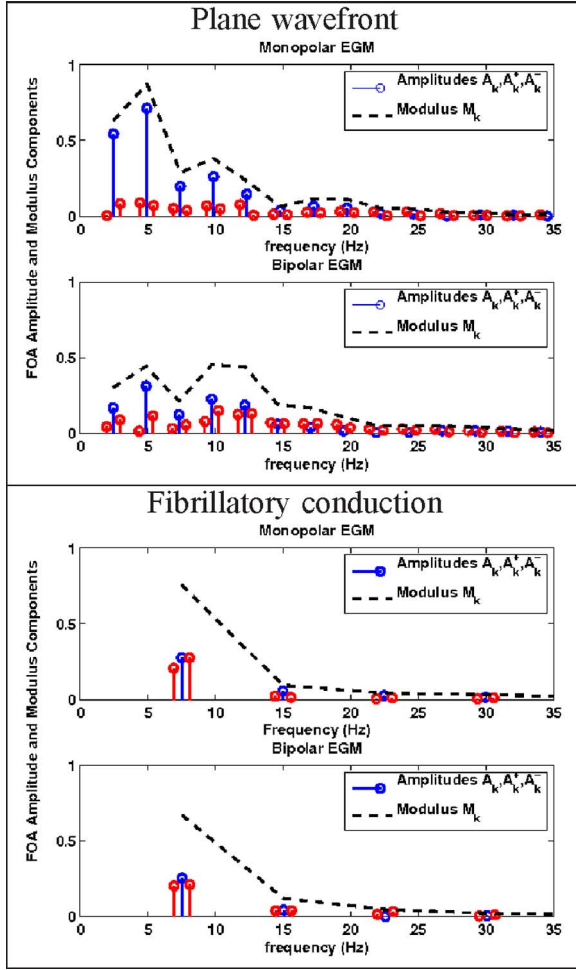 Plane wavefront
Monopolar EGM
FOA Amplitude and Modulus Components
1
0.5
0
Amplitudes A_k,A_k^+,A_k^-
Modulus M_k
0 5 10 15 20 25 30 35
frequency (Hz)
Bipolar EGM
1
0.5
0
Amplitudes A_k,A_k^+,A_k^-
Modulus M_k
0 5 10 15 20 25 30 35
frequency (Hz)
Fibrillatory conduction
Monopolar EGM
FOA Amplitude and Modulus Components
1
0.5
0
Amplitudes A_k,A_k^+,A_k^-
Modulus M_k
0 5 10 15 20 25 30 35
Frequency (Hz)
Bipolar EGM
1
0.5
0
Amplitudes A_k,A_k^+,A_k^-
Modulus M_k
0 5 10 15 20 25 30 35
frequency (Hz)